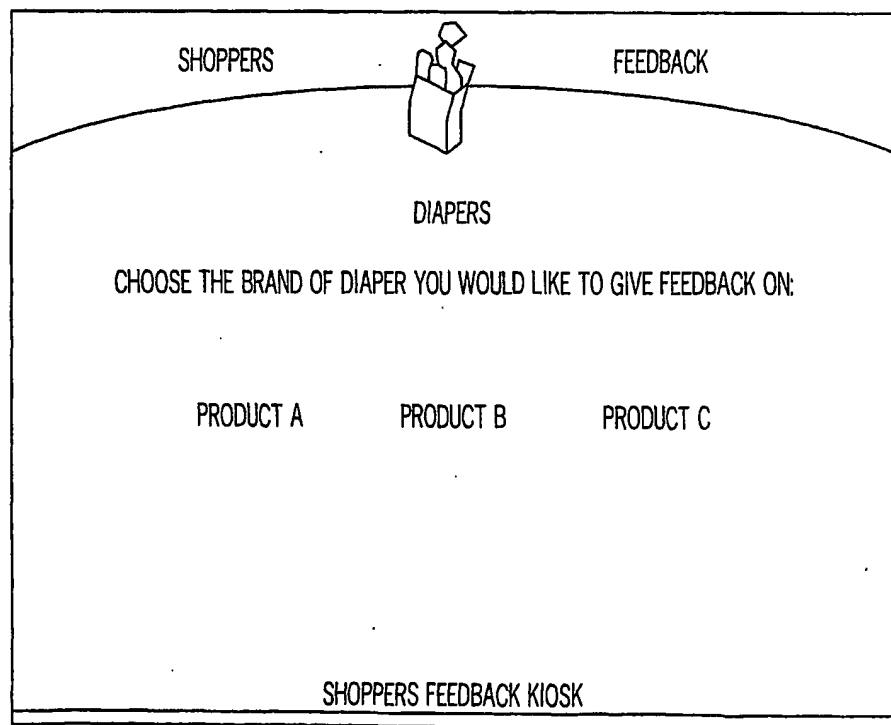 SHOPPERS FEEDBACK
DIAPERS
CHOOSE THE BRAND OF DIAPER YOU WOULD LIKE TO GIVE FEEDBACK ON:
PRODUCT A PRODUCT B PRODUCT C
SHOPPERS FEEDBACK KIOSK